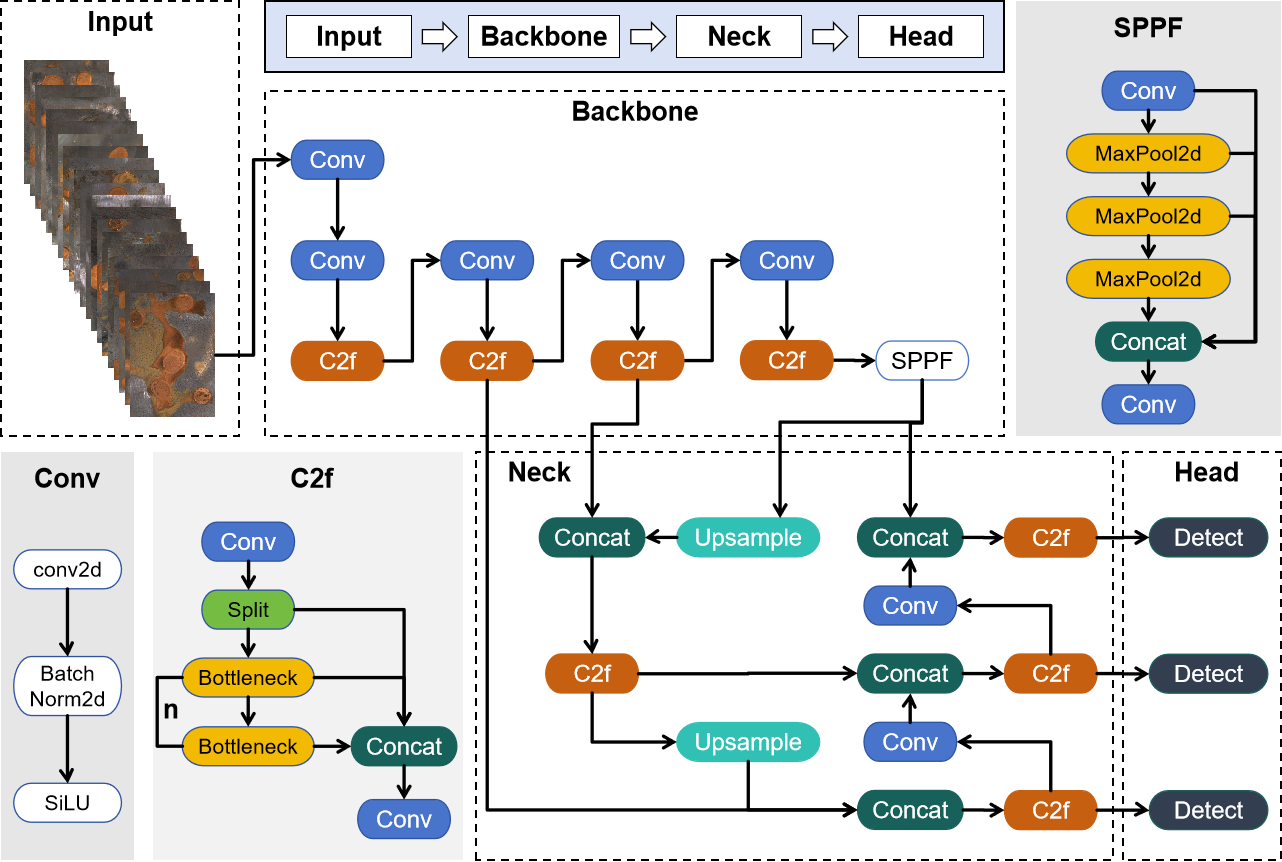 Input
Input
Backbone
Neck
Head
SPPF
Conv
MaxPool2d
MaxPool2d
MaxPool2d
Concat
Conv
Backbone
Conv
Conv
Conv
Conv
Conv
C2f
C2f
C2f
C2f
SPPF
Conv
conv2d
Batch
Norm2d
SiLU
C2f
Conv
Split
Bottleneck
n
Bottleneck
Concat
Conv
Neck
Concat
Upsample
Concat
C2f
Conv
C2f
Concat
C2f
Upsample
Conv
Concat
C2f
Head
Detect
Detect
Detect